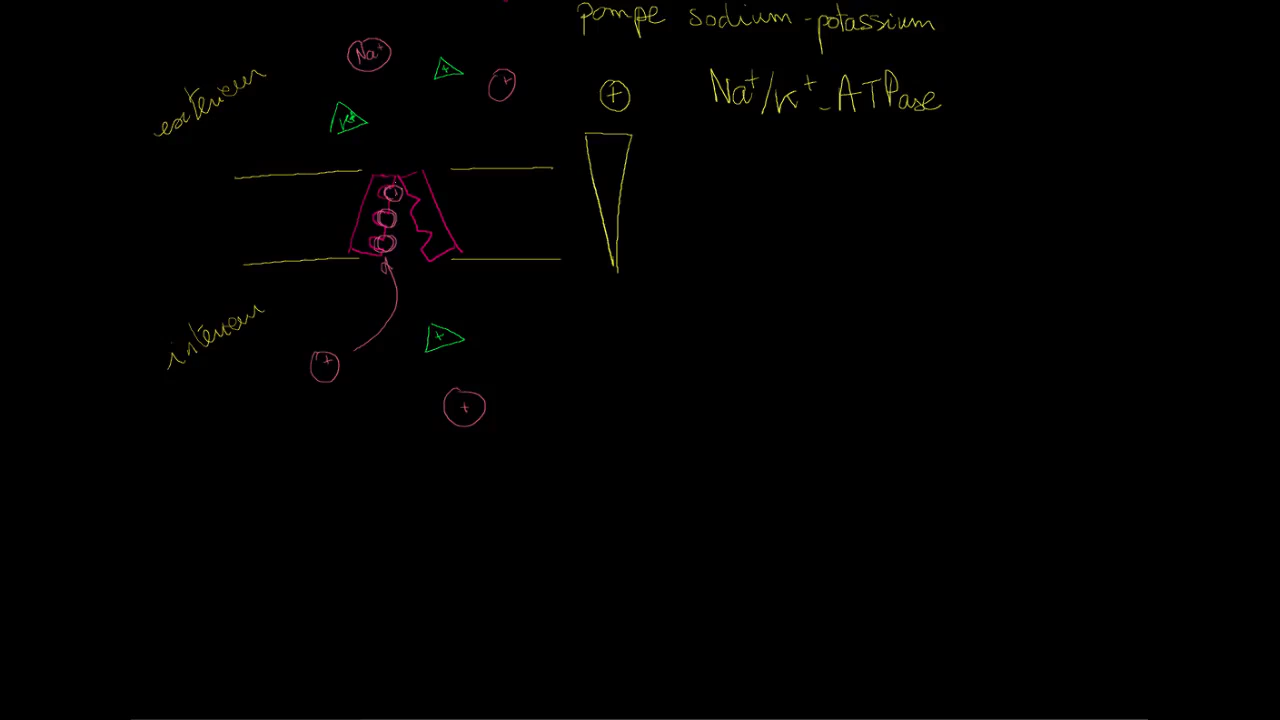 pompe sodium-potassium
Na⁺
+
+
extérieur
K⁺
+
Na⁺/K⁺-ATPase
intérieur
+
+
+